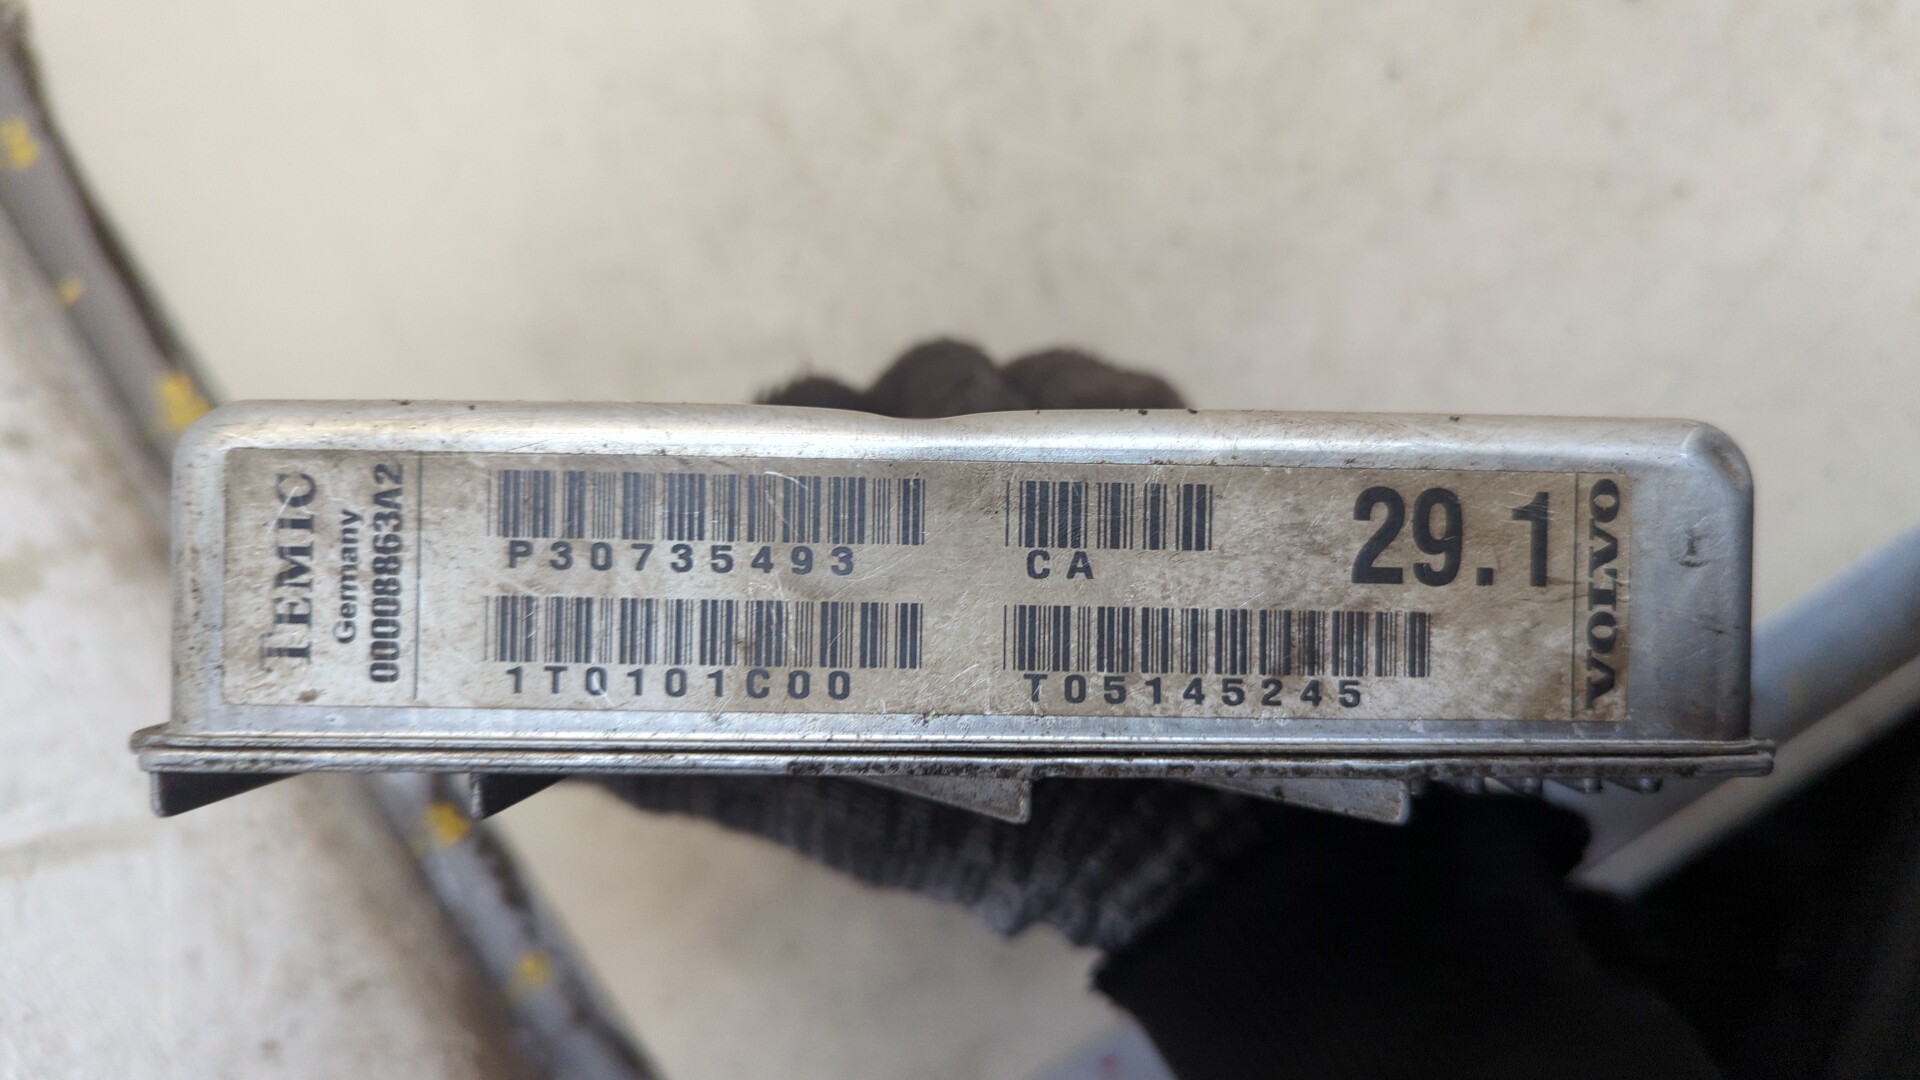 TEMIC
Germany
00008863A2
P30735493
CA
29.1
1T0101C00
T05145245
VOLVO